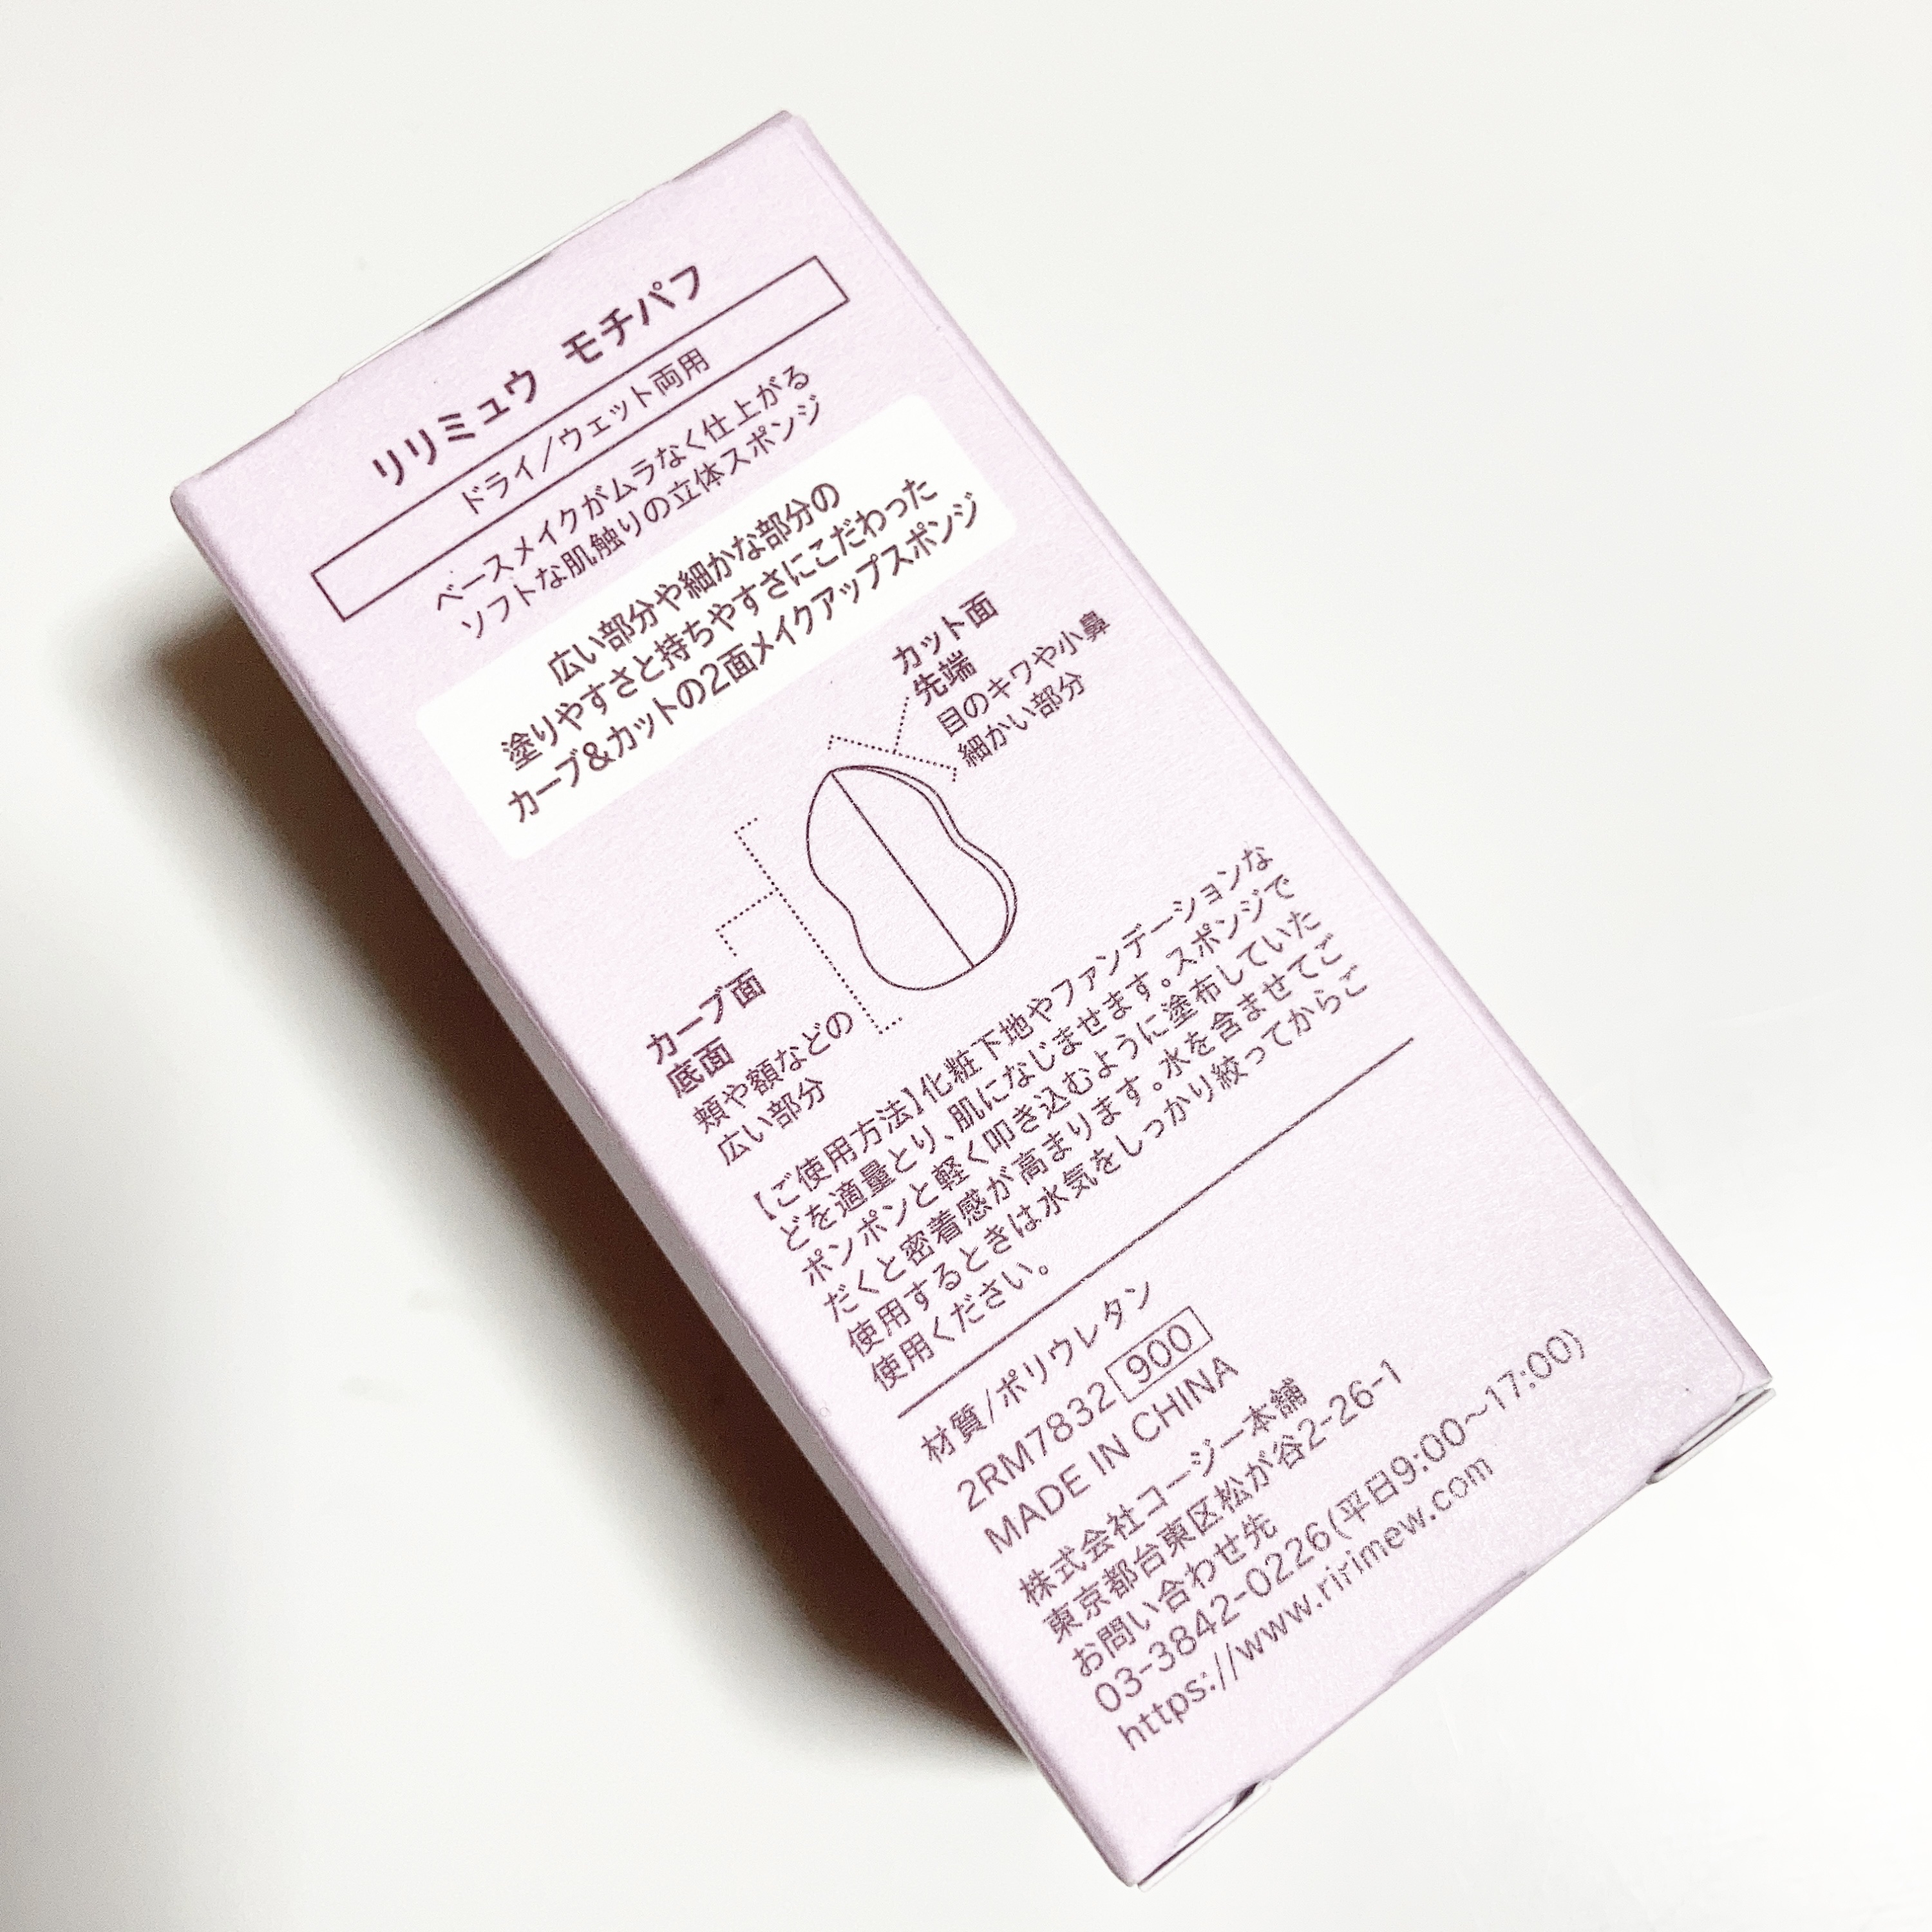 リリミュウ モチパフ
ドライ/ウェット両用
ベースメイクがムラなく仕上がる
ソフトな肌触りの立体スポンジ
広い部分や細かな部分の
塗りやすさと持ちやすさにこだわった
カーブ&カットの2面メイクアップスポンジ
カット面
先端
目のキワや小鼻
細かい部分
カーブ面
底面
頬や額などの
広い部分
【ご使用方法】化粧下地やファンデーションな
どを適量とり、肌になじませます。スポンジで
ポンポンと軽く叩き込むように塗布していた
だくと密着感が高まります。水を含ませてご
使用するときは水気をしっかり絞ってからご
使用ください。
材質/ポリウレタン
2RM7832 900
MADE IN CHINA
株式会社コージー本舗
東京都台東区松が谷2-26-1
お問い合わせ先
03-3842-0226(平日9:00~17:00)
https://www.ririmew.com